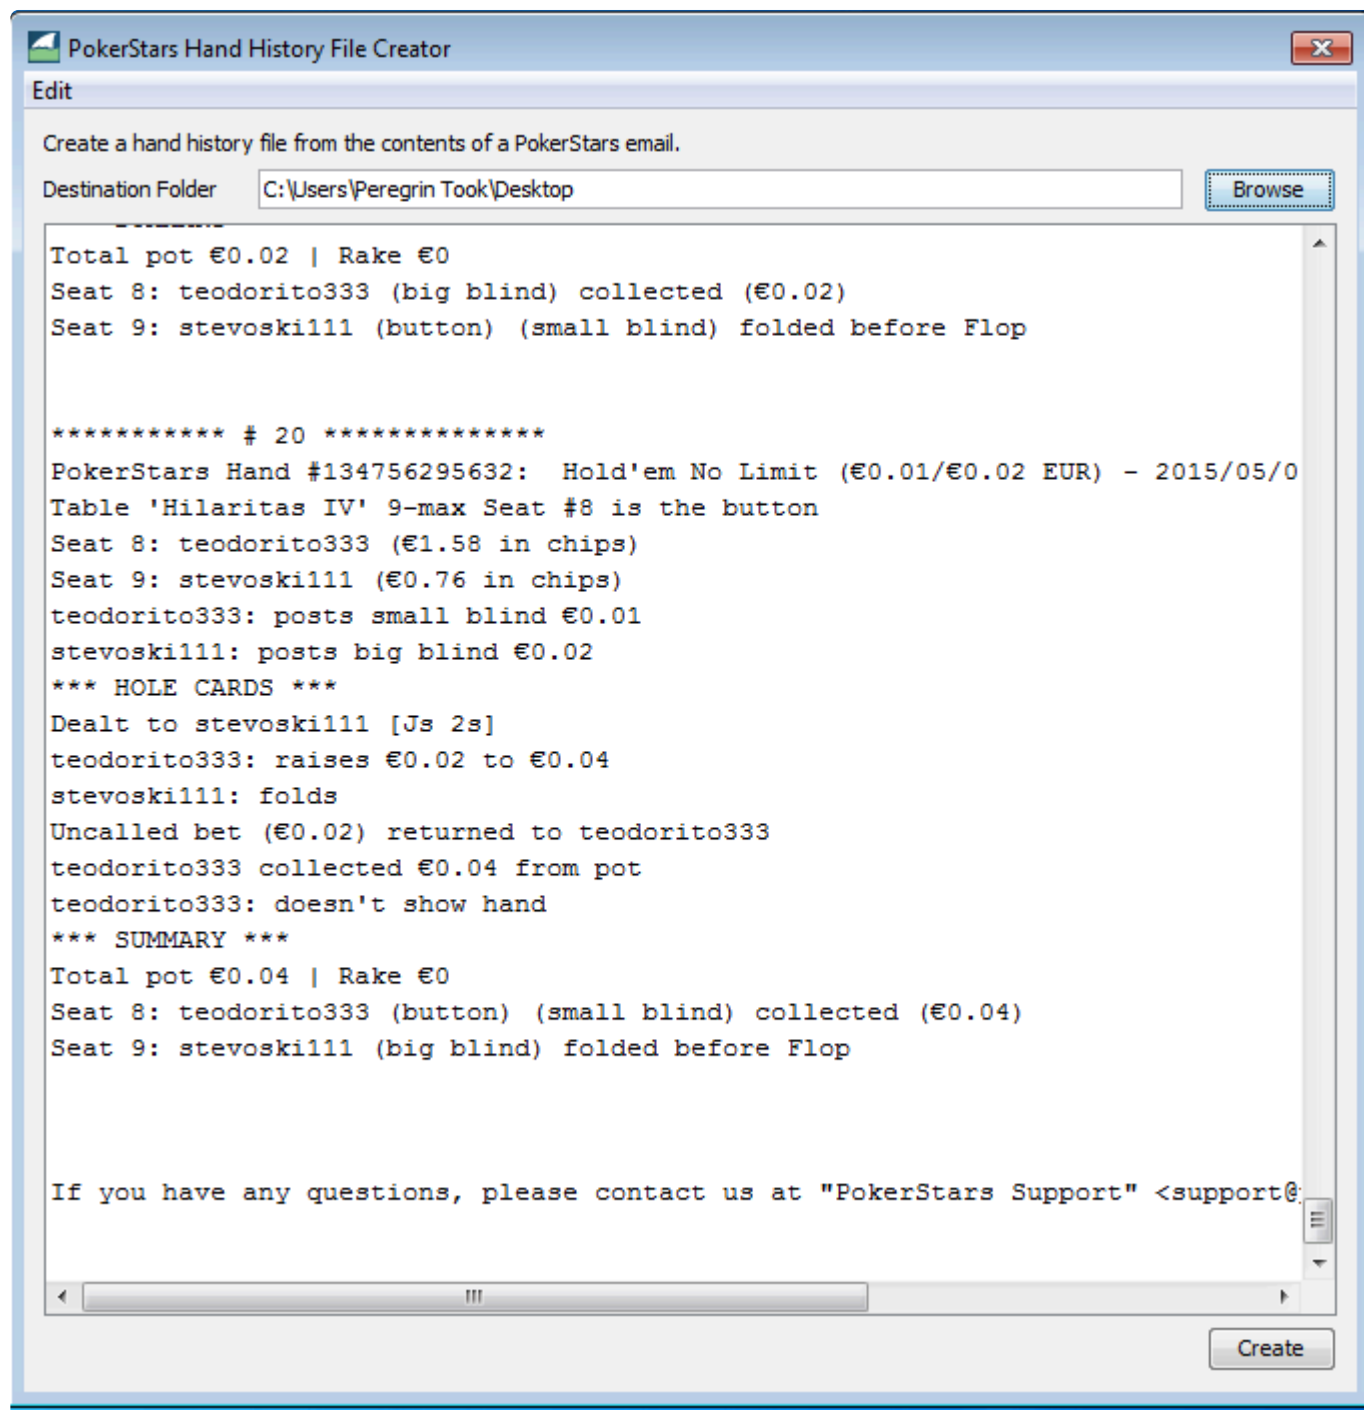 PokerStars Hand History File Creator
Edit
Create a hand history file from the contents of a PokerStars email.
Destination Folder C:\Users\Peregrin Took\Desktop Browse
Total pot €0.02 | Rake €0
Seat 8: teodorito333 (big blind) collected (€0.02)
Seat 9: stevoski111 (button) (small blind) folded before Flop
*********** # 20 **************
PokerStars Hand #134756295632:  Hold'em No Limit (€0.01/€0.02 EUR) - 2015/05/0
Table 'Hilaritas IV' 9-max Seat #8 is the button
Seat 8: teodorito333 (€1.58 in chips)
Seat 9: stevoski111 (€0.76 in chips)
teodorito333: posts small blind €0.01
stevoski111: posts big blind €0.02
*** HOLE CARDS ***
Dealt to stevoski111 [Js 2s]
teodorito333: raises €0.02 to €0.04
stevoski111: folds
Uncalled bet (€0.02) returned to teodorito333
teodorito333 collected €0.04 from pot
teodorito333: doesn't show hand
*** SUMMARY ***
Total pot €0.04 | Rake €0
Seat 8: teodorito333 (button) (small blind) collected (€0.04)
Seat 9: stevoski111 (big blind) folded before Flop
If you have any questions, please contact us at "PokerStars Support" <support@
Create